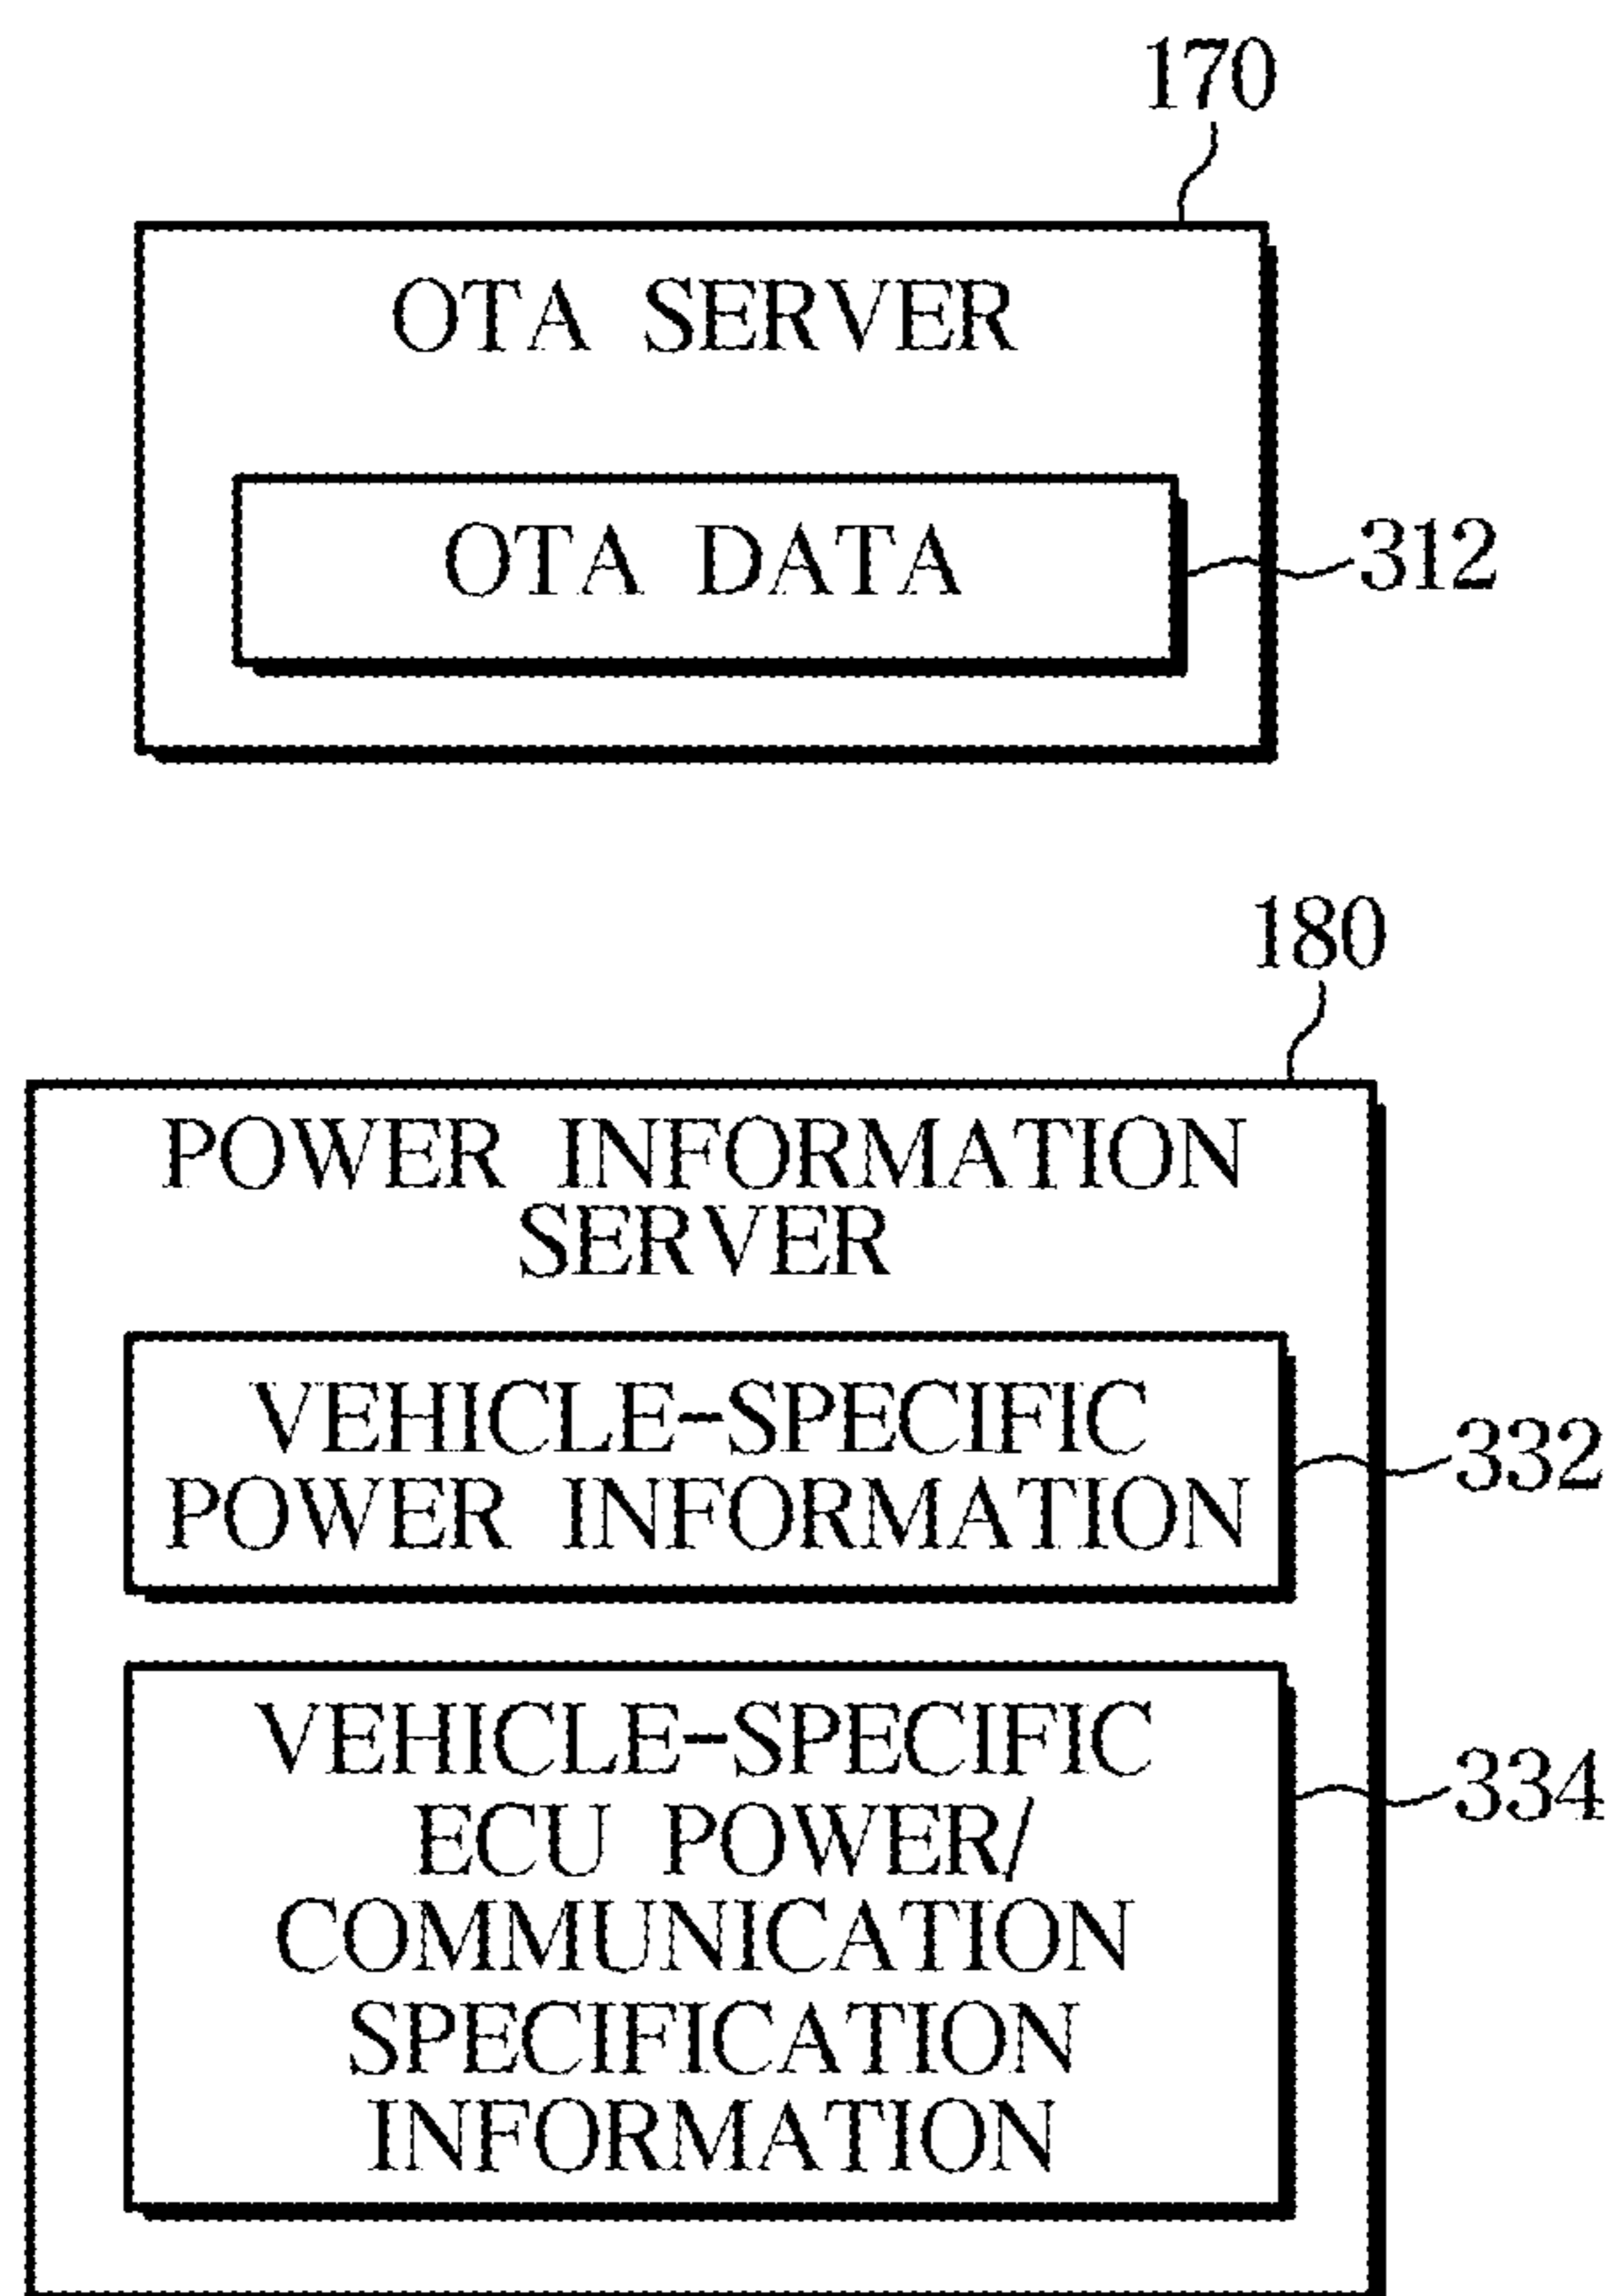 170
OTA SERVER
OTA DATA
312
180
POWER INFORMATION
SERVER
VEHICLE-SPECIFIC
POWER INFORMATION
332
VEHICLE-SPECIFIC
ECU POWER/
COMMUNICATION
SPECIFICATION
INFORMATION
334